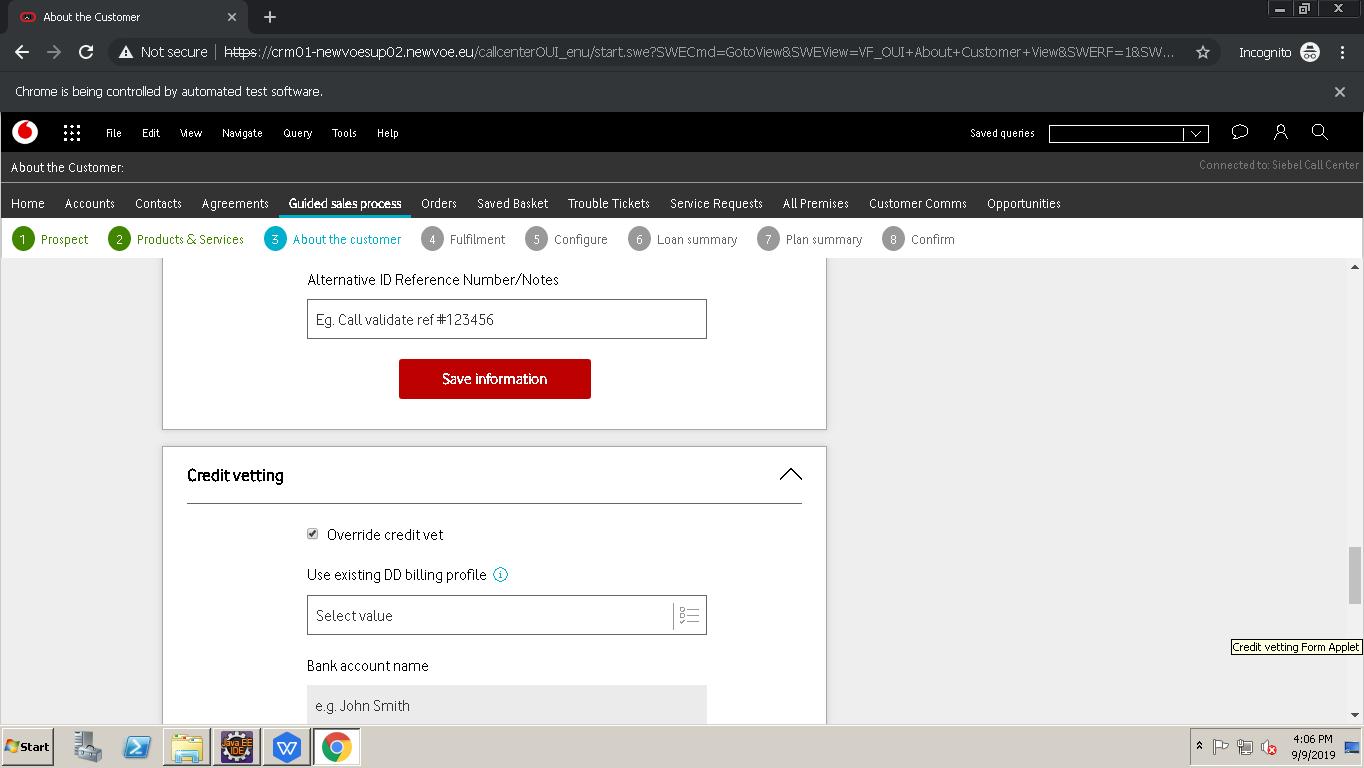 About the Customer
Not secure https://crm01-newvoesup02.newvoe.eu/callcenterOUI_enu/start.swe?SWECmd=GotoView&SWEView=VF_OUI+About+Customer+View&SWERF=1&SW... Incognito
Chrome is being controlled by automated test software.
File Edit View Navigate Query Tools Help Saved queries
About the Customer: Connected to: Siebel Call Center
Home Accounts Contacts Agreements Guided sales process Orders Saved Basket Trouble Tickets Service Requests All Premises Customer Comms Opportunities
1 Prospect 2 Products & Services 3 About the customer 4 Fulfilment 5 Configure 6 Loan summary 7 Plan summary 8 Confirm
Alternative ID Reference Number/Notes
Eg. Call validate ref #123456
Save information
Credit vetting
Override credit vet
Use existing DD billing profile
Select value
Credit vetting Form Applet
Bank account name
e.g. John Smith
Start Java EE IDE W 4:06 PM
9/9/2019